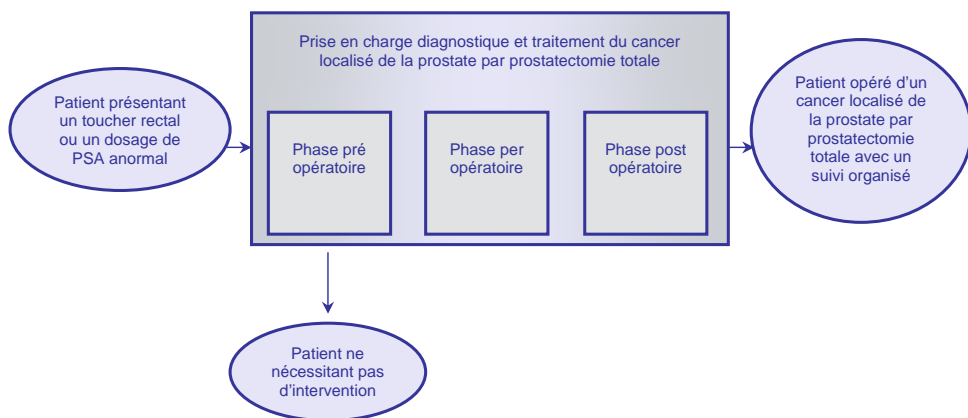 Prise en charge diagnostique et traitement du cancer
localisé de la prostate par prostatectomie totale
Patient présentant
un toucher rectal
ou un dosage de
PSA anormal
Phase pré
opératoire
Phase per
opératoire
Phase post
opératoire
Patient opéré d'un
cancer localisé de
la prostate par
prostatectomie
totale avec un
suivi organisé
Patient ne
nécessitant pas
d'intervention